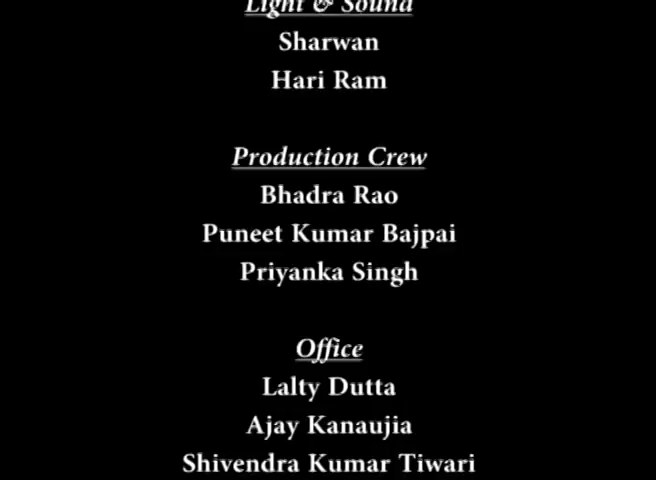 Light & Sound
Sharwan
Hari Ram
Production Crew
Bhadra Rao
Puneet Kumar Bajpai
Priyanka Singh
Office
Lalty Dutta
Ajay Kanaujia
Shivendra Kumar Tiwari